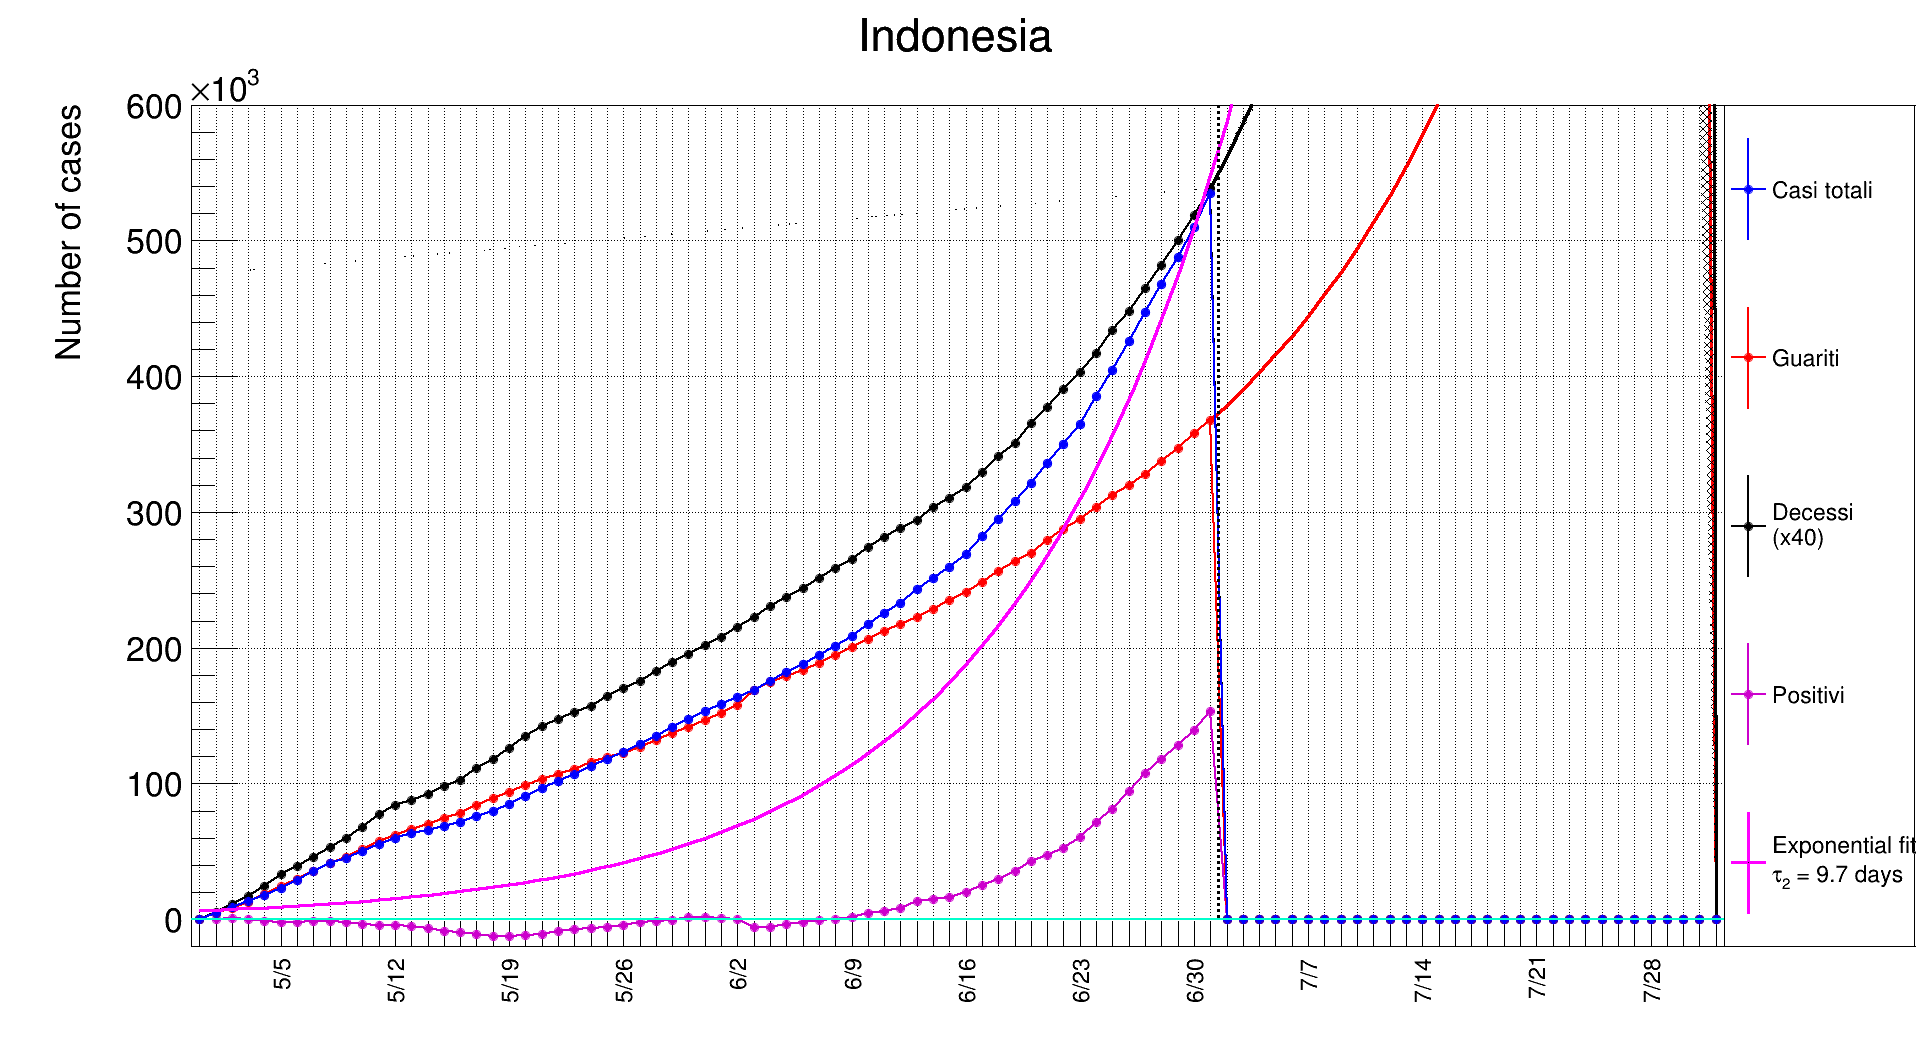 Indonesia
×10³
Number of cases
600
500
400
300
200
100
0
5/5
5/12
5/19
5/26
6/2
6/9
6/16
6/23
6/30
7/7
7/14
7/21
7/28
Casi totali
Guariti
Decessi
(x40)
Positivi
Exponential fit
τ₂ = 9.7 days